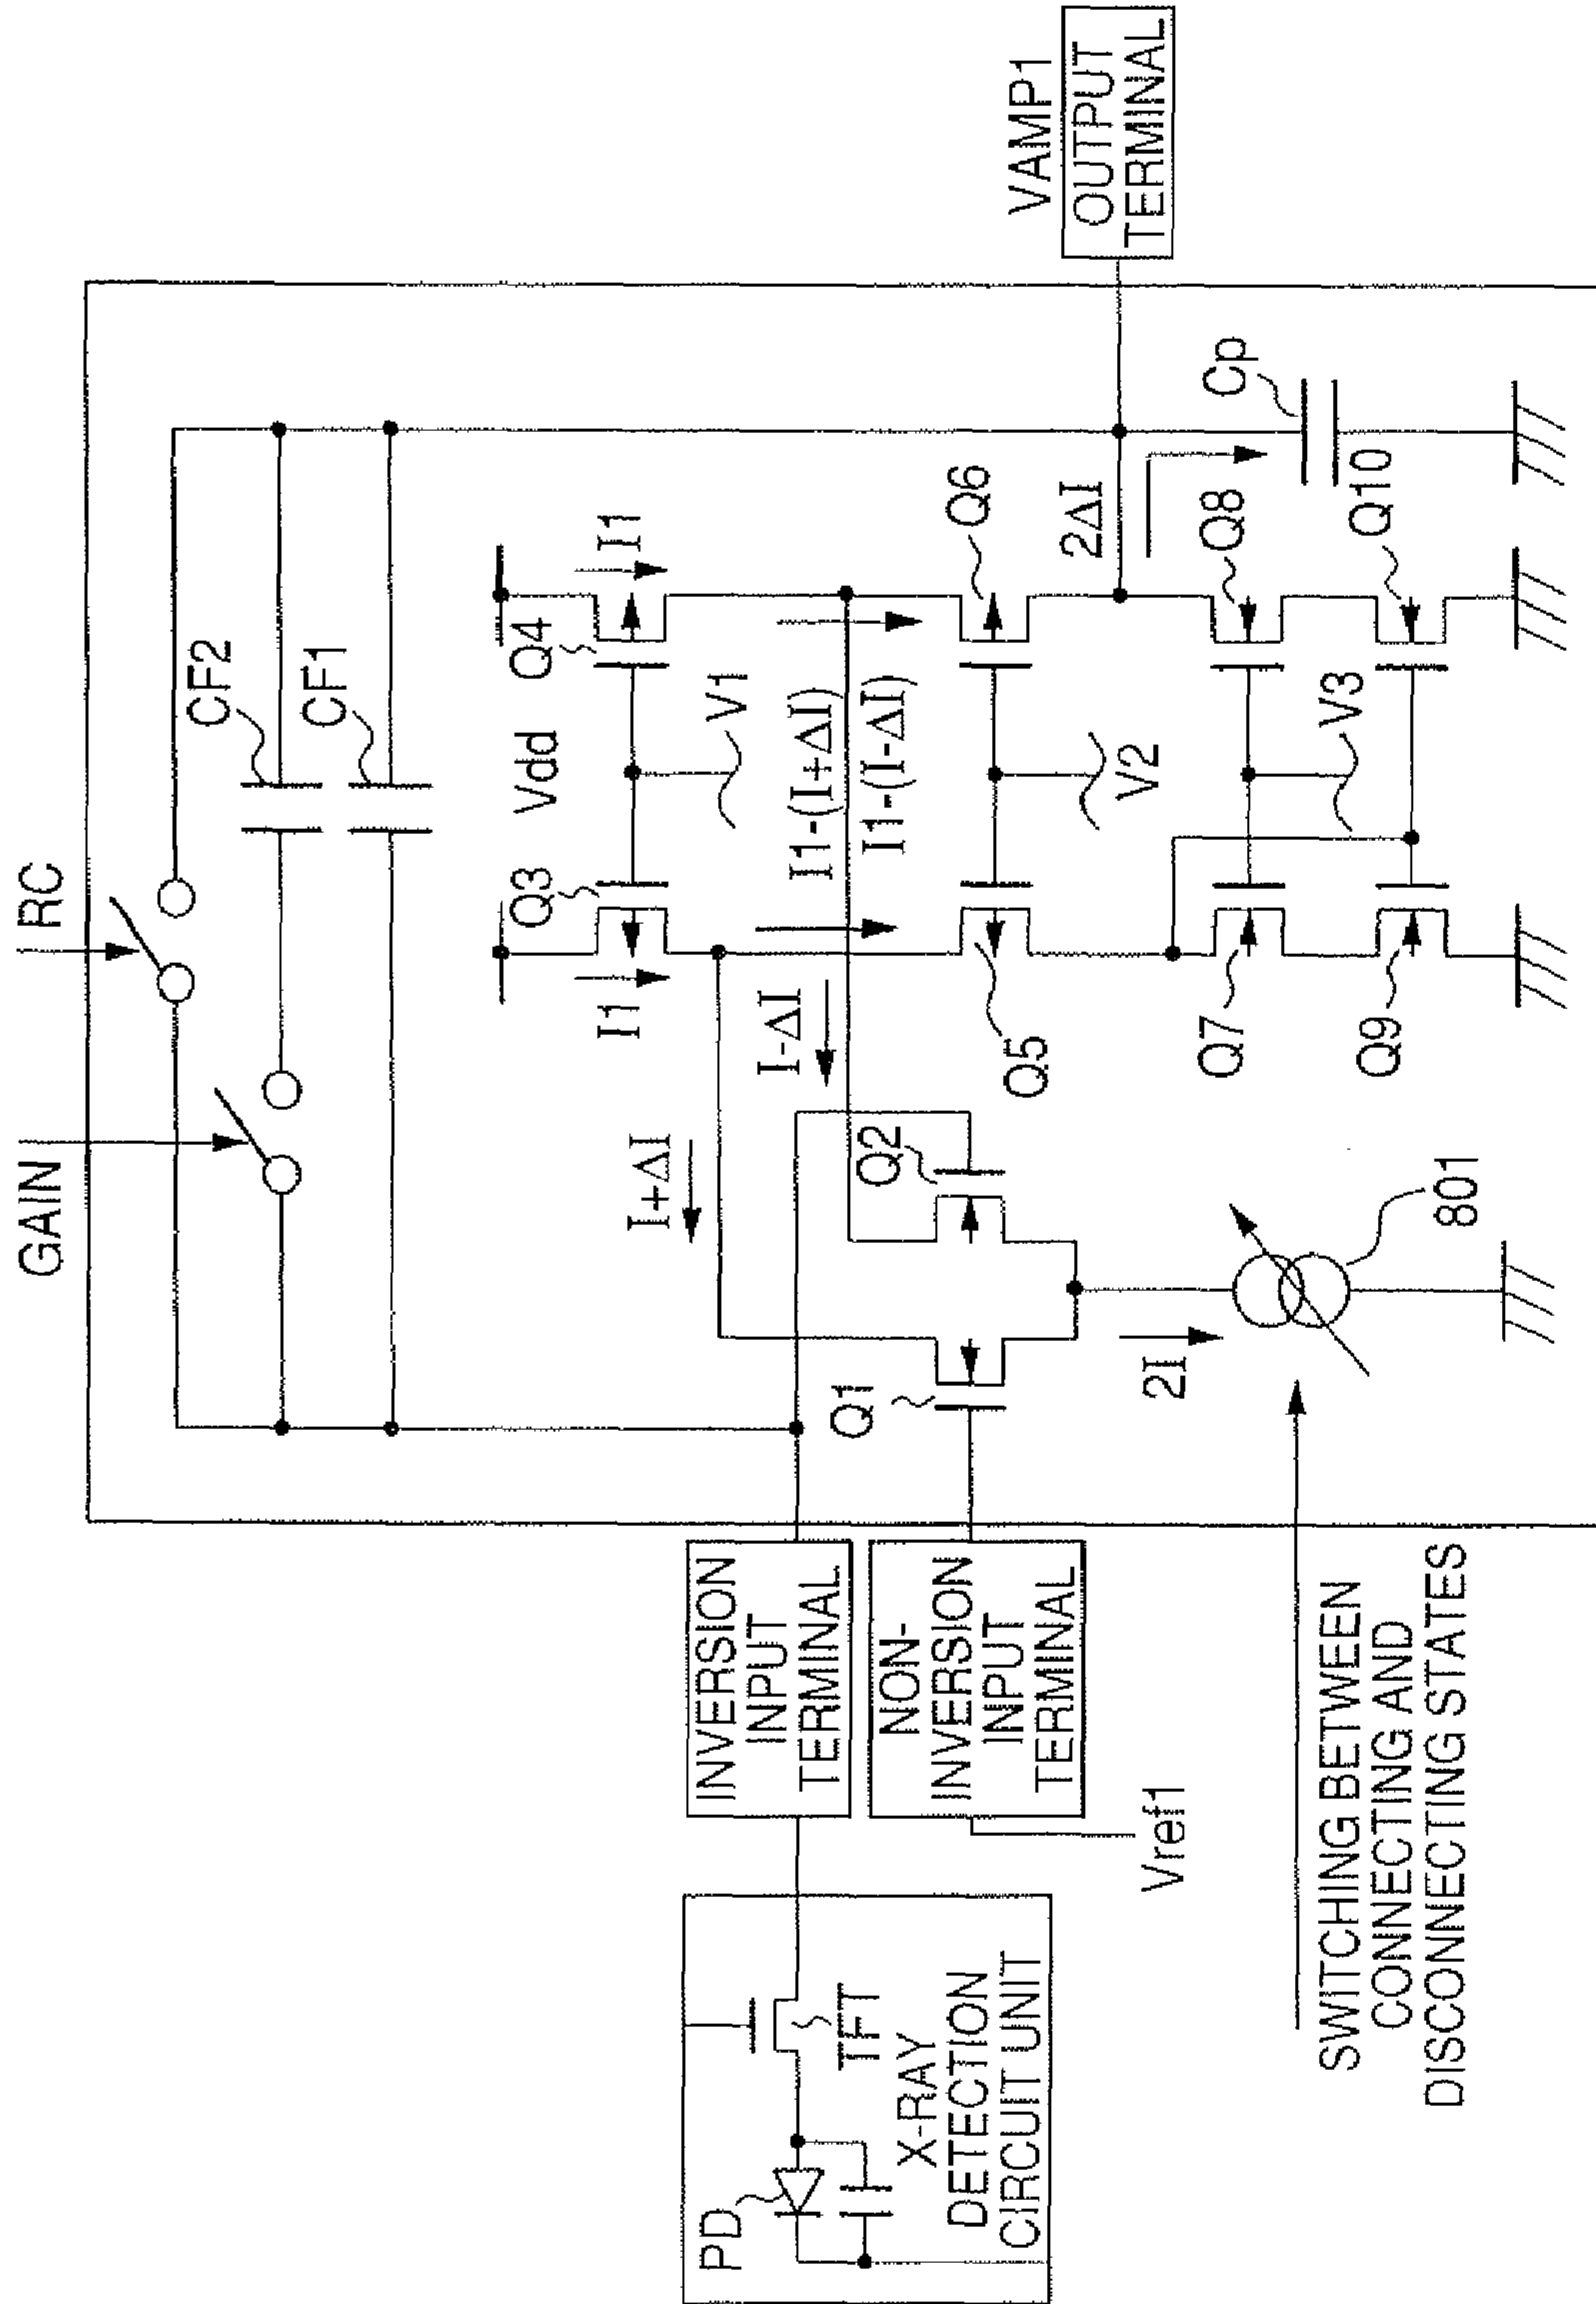 GAIN
RC
CF2
CF1
Vdd
Q3
Q4
I1
I1
V1
I+ΔI
I-ΔI
I1-(I+ΔI)
I1-(I-ΔI)
Q1
Q2
Q5
Q6
V2
2ΔI
VAMP1
OUTPUT
TERMINAL
Cp
Q7
Q8
V3
Q9
Q10
2I
801
INVERSION
INPUT
TERMINAL
NON-
INVERSION
INPUT
TERMINAL
Vref1
PD
TFT
X-RAY
DETECTION
CIRCUIT UNIT
SWITCHING BETWEEN
CONNECTING AND
DISCONNECTING STATES